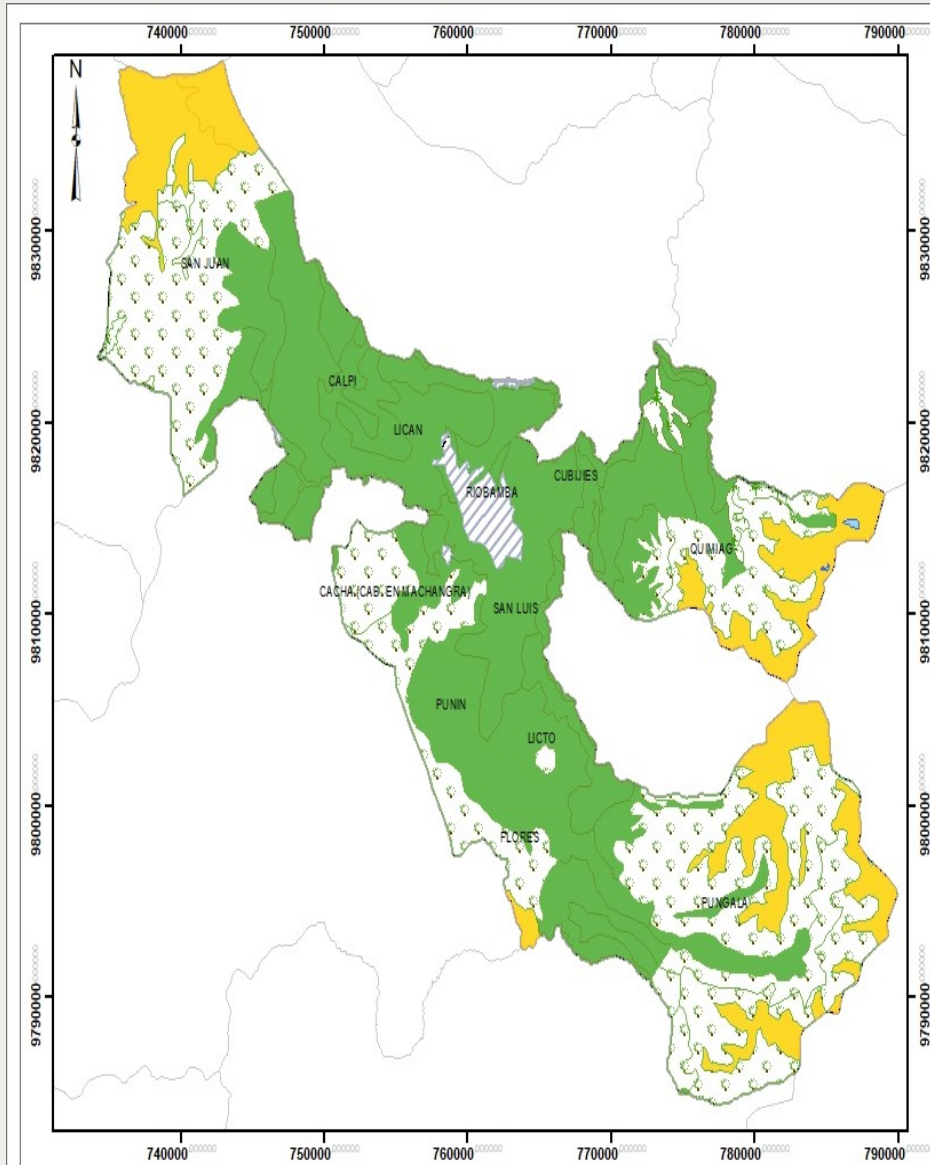 740000 750000 760000 770000 780000 790000
N
9830000 9830000
SAN JUAN
CALPI
9820000 9820000
LICAN
CUBIJIES
RIOBAMBA
QUIMIAG
CACHA (CAB. EN MACHANGRA)
9810000 9810000
SAN LUIS
PUNIN
LICTO
9800000 9800000
FLORES
PUNGALA
9790000 9790000
740000 750000 760000 770000 780000 790000